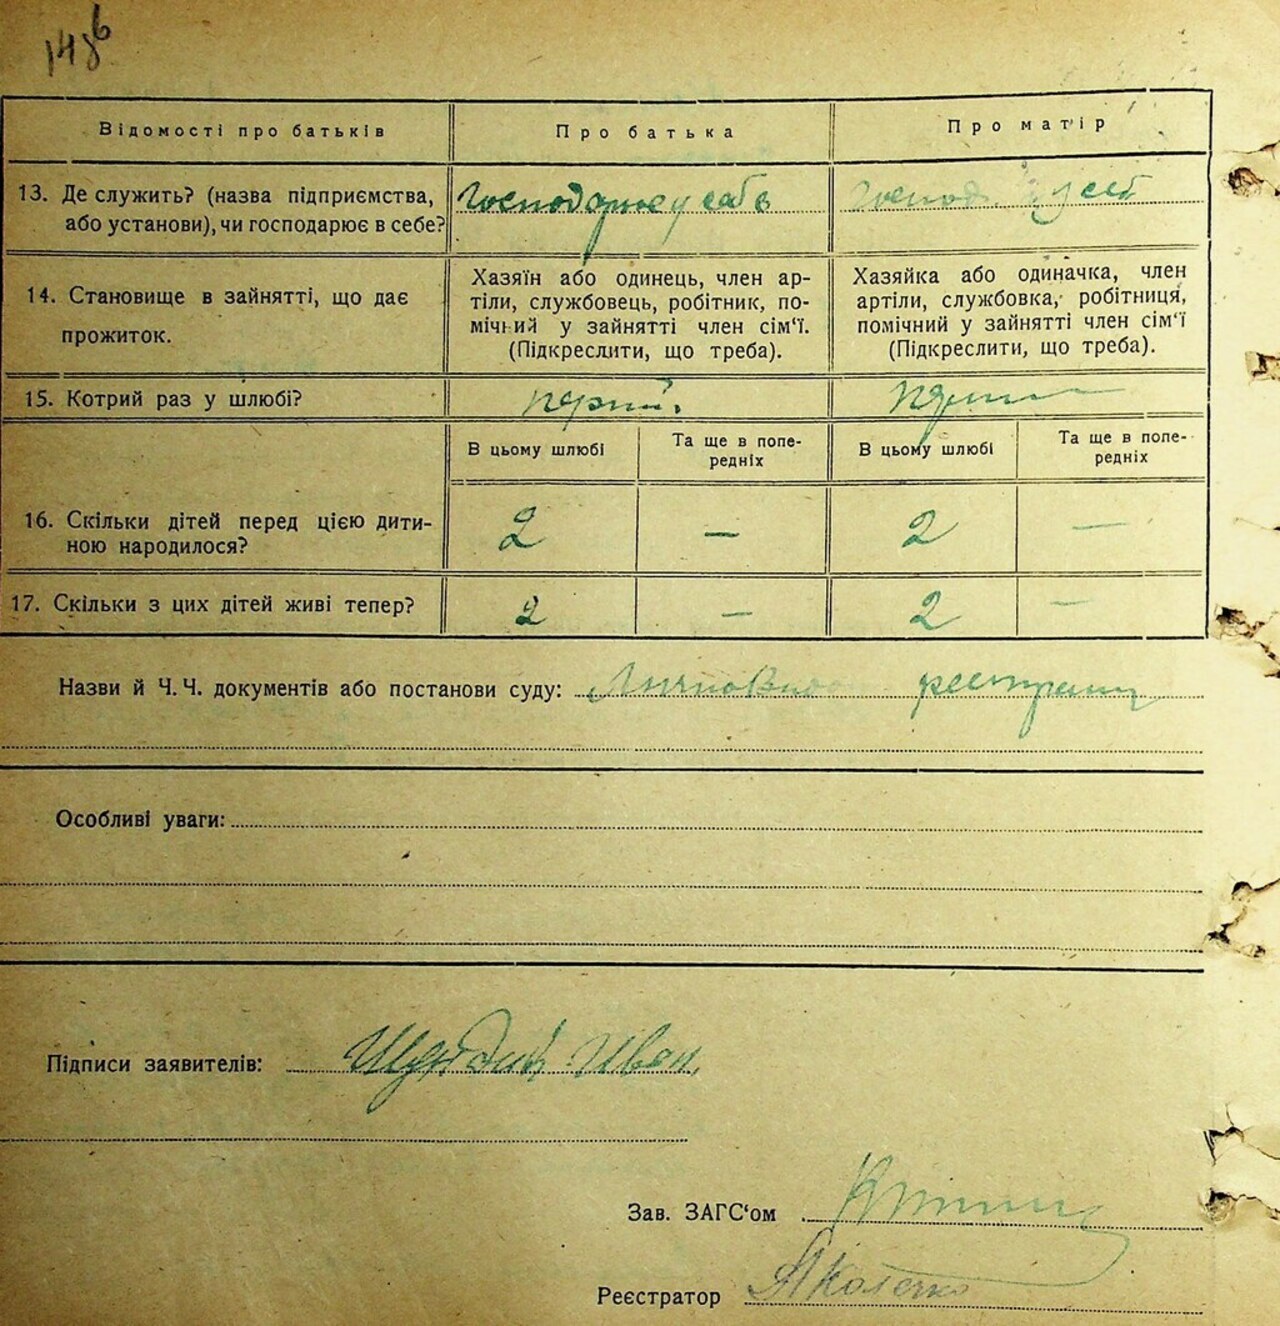 148
Відомості про батьків
Про батька
Про матір
13. Де служить? (назва підприємства,
або установи), чи господарює в себе?
Господарює у себе
Господ. у себ
14. Становище в зайнятті, що дає
прожиток.
Хазяїн або одинець, член ар-
тіли, службовець, робітник, по-
мічний у зайнятті член сім'ї.
(Підкреслити, що треба).
Хазяйка або одиначка, член
артіли, службовка, робітниця,
помічний у зайнятті член сім'ї
(Підкреслити, що треба).
15. Котрий раз у шлюбі?
В цьому шлюбі
Та ще в попе-
редніх
В цьому шлюбі
Та ще в попе-
редніх
16. Скільки дітей перед цією дити-
ною народилося?
2 — 2 —
17. Скільки з цих дітей живі тепер?
2 — 2 —
Назви й Ч. Ч. документів або постанови суду:
Особливі уваги:
Підписи заявителів:
Зав. ЗАГС'ом
Реєстратор